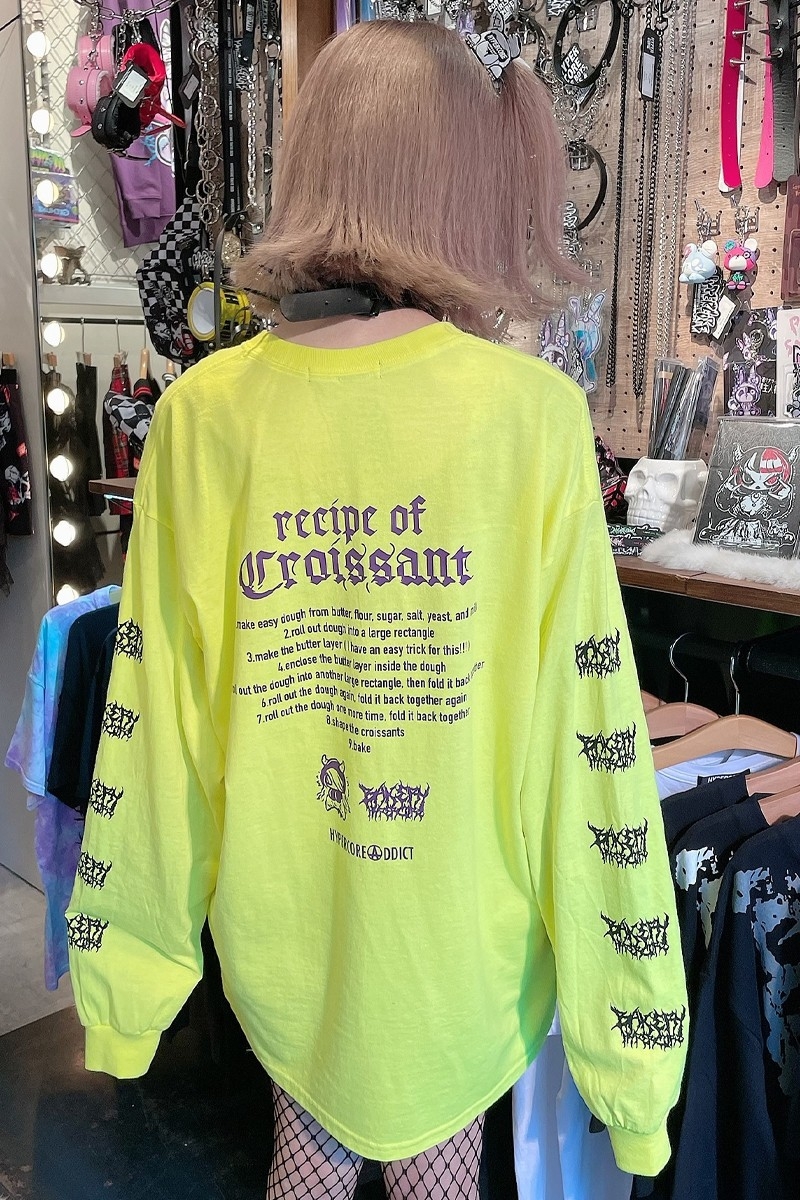 recipe of
Croissant
make easy dough from butter, flour, sugar, salt, yeast, and
2.roll out dough into a large rectangle
3.make the butter layer (I have an easy trick for this!!)
4.enclose the butter layer inside the dough
out the dough into another large rectangle, then fold it back
6.roll out the dough again, fold it back together again
7.roll out the dough one more time, fold it back together
8.shape the croissants
9.bake
HYPERCORE ADDICT